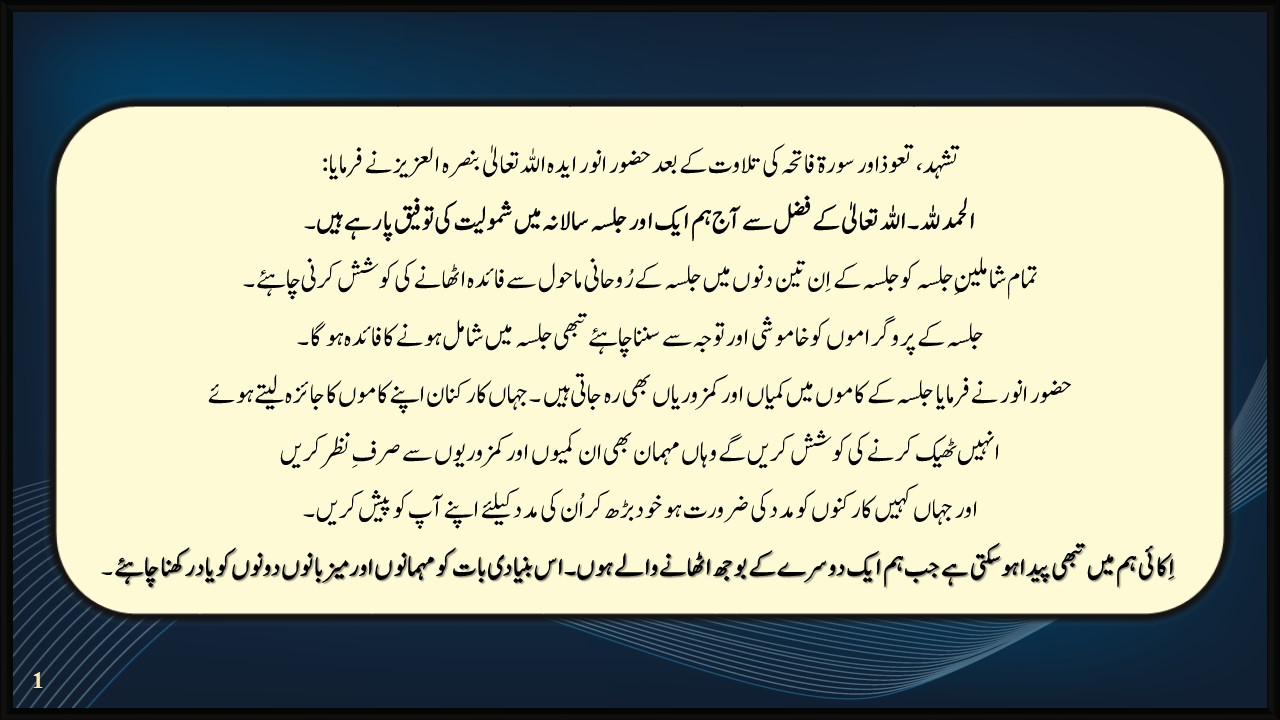 تشہد، تعوذاور سورۃ فاتحہ کی تلاوت کے بعد حضور انور ایدہ اللہ تعالیٰ بنصرہ العزیز نے فرمایا:
الحمد للہ۔ اللہ تعالیٰ کے فضل سے آج ہم ایک اور جلسہ سالانہ میں شمولیت کی توفیق پا رہے ہیں۔
تمام شاملینِ جلسہ کو جلسہ کے اِن تین دنوں میں جلسہ کے رُوحانی ماحول سے فائدہ اٹھانے کی کوشش کرنی چاہئے۔
جلسہ کے پروگراموں کو خاموشی اور توجہ سے سننا چاہئے تبھی جلسہ میں شامل ہونے کا فائدہ ہو گا۔
حضور انور نے فرمایا جلسہ کے کاموں میں کمیاں اور کمزوریاں بھی رہ جاتی ہیں۔ جہاں کارکنان اپنے کاموں کا جائزہ لیتے ہوئے
انہیں ٹھیک کرنے کی کوشش کریں گے وہاں مہمان بھی ان کمیوں اور کمزوریوں سے صرفِ نظر کریں
اور جہاں کہیں کارکنوں کو مدد کی ضرورت ہو خود بڑھ کر اُن کی مدد کیلئے اپنے آپ کو پیش کریں۔
اِکائی ہم میں تبھی پیدا ہو سکتی ہے جب ہم ایک دوسرے کے بوجھ اٹھانے والے ہوں۔ اس بنیادی بات کو مہمانوں اور میزبانوں دونوں کو یاد رکھنا چاہئے۔
1